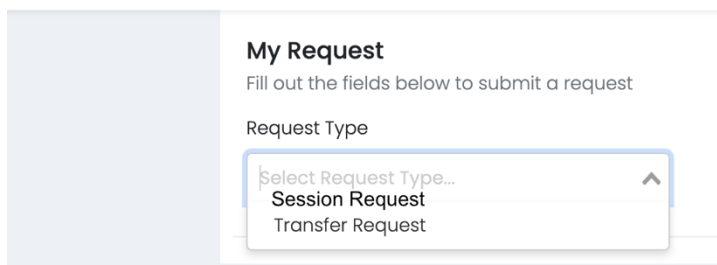 My Request
Fill out the fields below to submit a request
Request Type
Select Request Type...
Session Request
Transfer Request